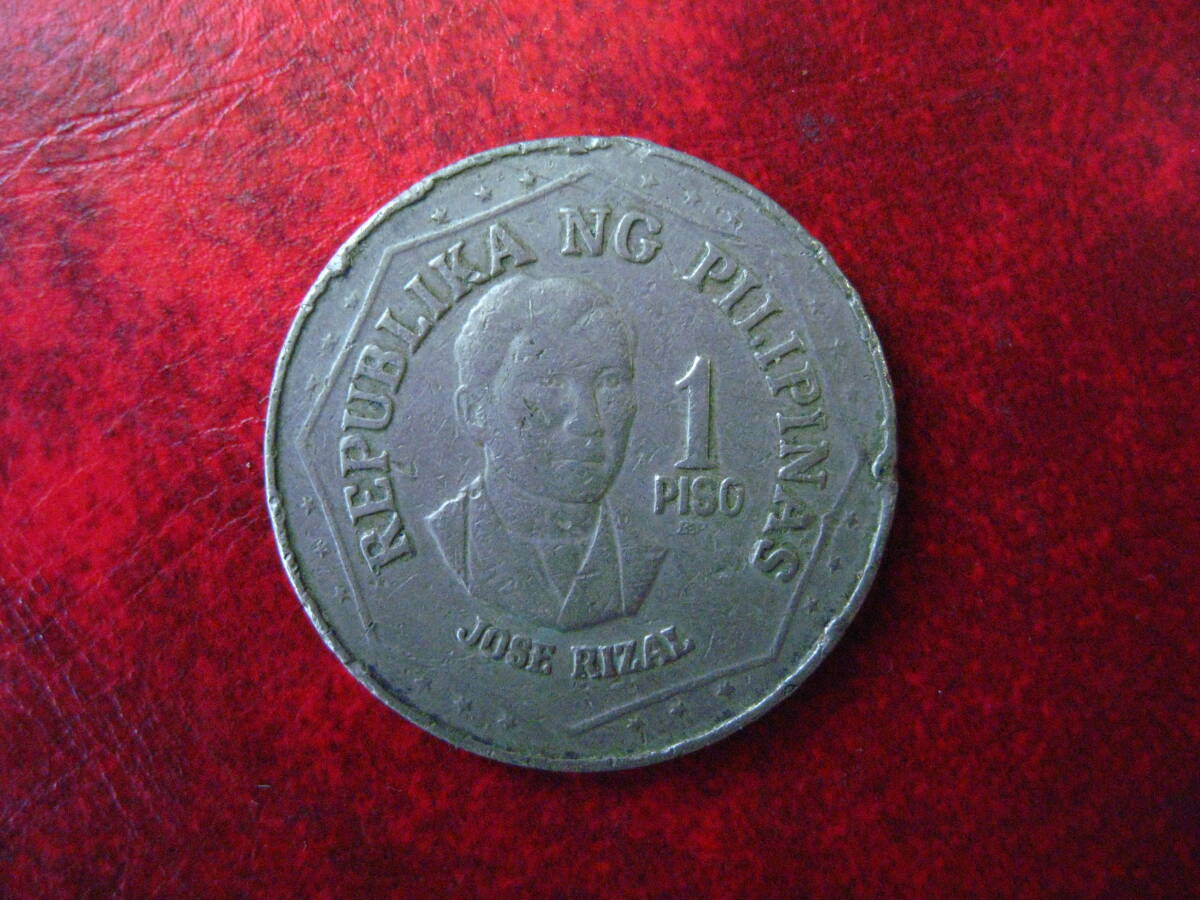 REPUBLIKA NG PILIPINAS
1
PISO
JOSE RIZAL